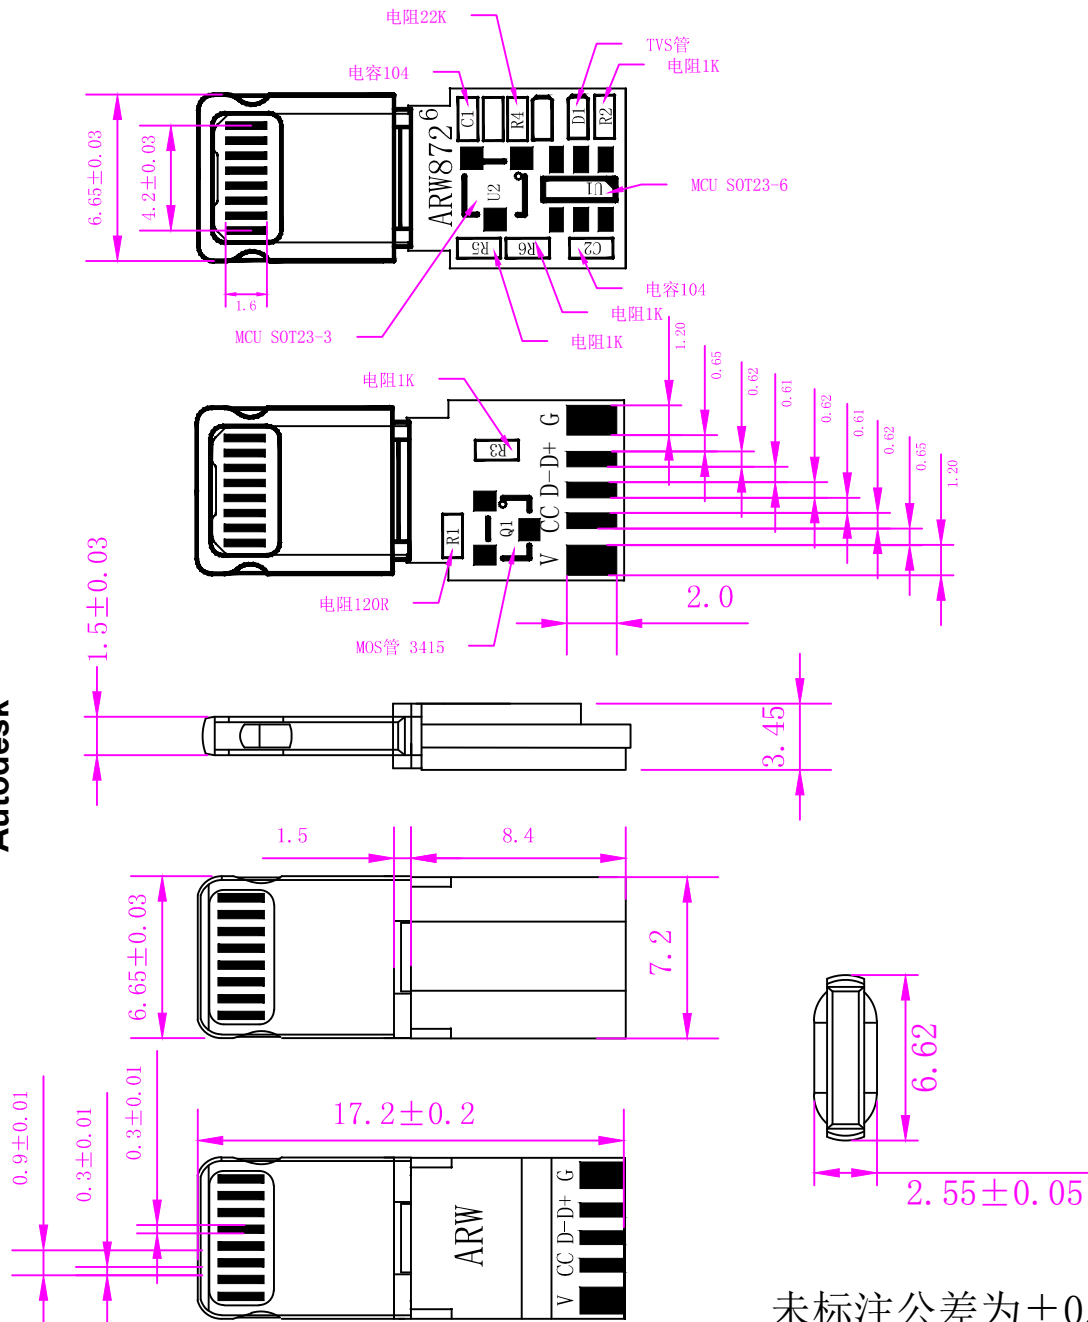 电阻22K
TVS管
电容104
电阻1K
C1
R4
D1
R2
6
ARW872
6.65±0.03
4.2±0.03
U2
U1
MCU SOT23-6
R5
R6
C2
1.6
电容104
电阻1K
MCU SOT23-3
电阻1K
1.20
0.65
0.62
0.61
0.62
0.61
0.62
0.65
1.20
电阻1K
R3
G
D-D+
CC
V
Q1
R1
1.5±0.03
电阻120R
2.0
MOS管 3415
Autodesk
3.45
1.5
8.4
6.65±0.03
7.2
6.62
2.55±0.05
0.9±0.01
0.3±0.01
0.3±0.01
17.2±0.2
ARW
G
D-D+
CC
V
未标注公差为±0.